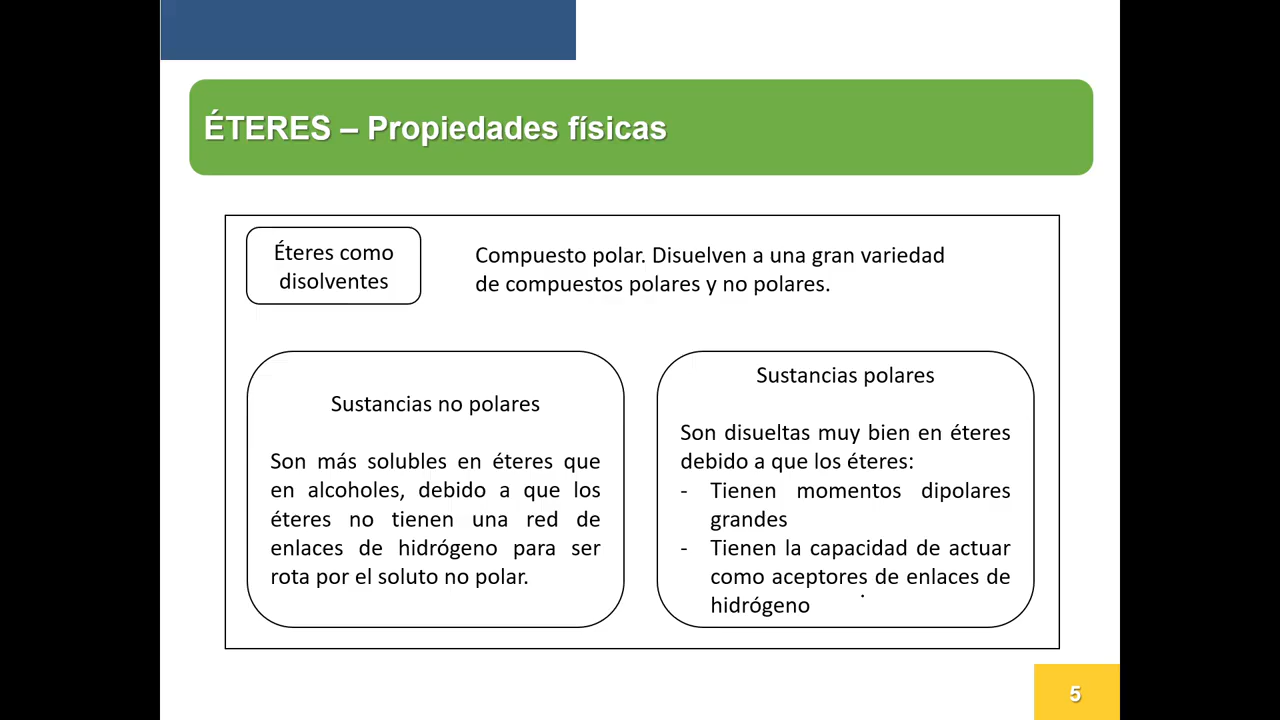 ÉTERES – Propiedades físicas
Éteres como
disolventes
Compuesto polar. Disuelven a una gran variedad
de compuestos polares y no polares.
Sustancias no polares
Son más solubles en éteres que
en alcoholes, debido a que los
éteres no tienen una red de
enlaces de hidrógeno para ser
rota por el soluto no polar.
Sustancias polares
Son disueltas muy bien en éteres
debido a que los éteres:
- Tienen momentos dipolares
grandes
- Tienen la capacidad de actuar
como aceptores de enlaces de
hidrógeno
5